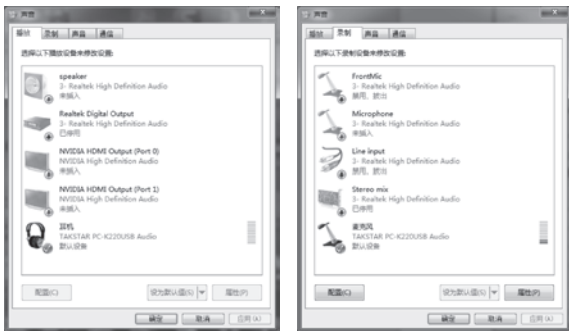 声音
播放 录制 声音 通信
选择以下播放设备来修改设置:
speaker
3- Realtek High Definition Audio
未插入
Realtek Digital Output
3- Realtek High Definition Audio
已停用
NVIDIA HDMI Output (Port 0)
NVIDIA High Definition Audio
未插入
NVIDIA HDMI Output (Port 1)
NVIDIA High Definition Audio
未插入
耳机
TAKSTAR PC-K220USB Audio
默认设备
配置(C) 设为默认值(S) 属性(P)
确定 取消 应用(A)
声音
播放 录制 声音 通信
选择以下录制设备来修改设置:
FrontMic
3- Realtek High Definition Audio
禁用，拔出
Microphone
3- Realtek High Definition Audio
未插入
Line input
3- Realtek High Definition Audio
禁用，拔出
Stereo mix
3- Realtek High Definition Audio
已停用
麦克风
TAKSTAR PC-K220USB Audio
默认设备
配置(C) 设为默认值(S) 属性(P)
确定 取消 应用(A)